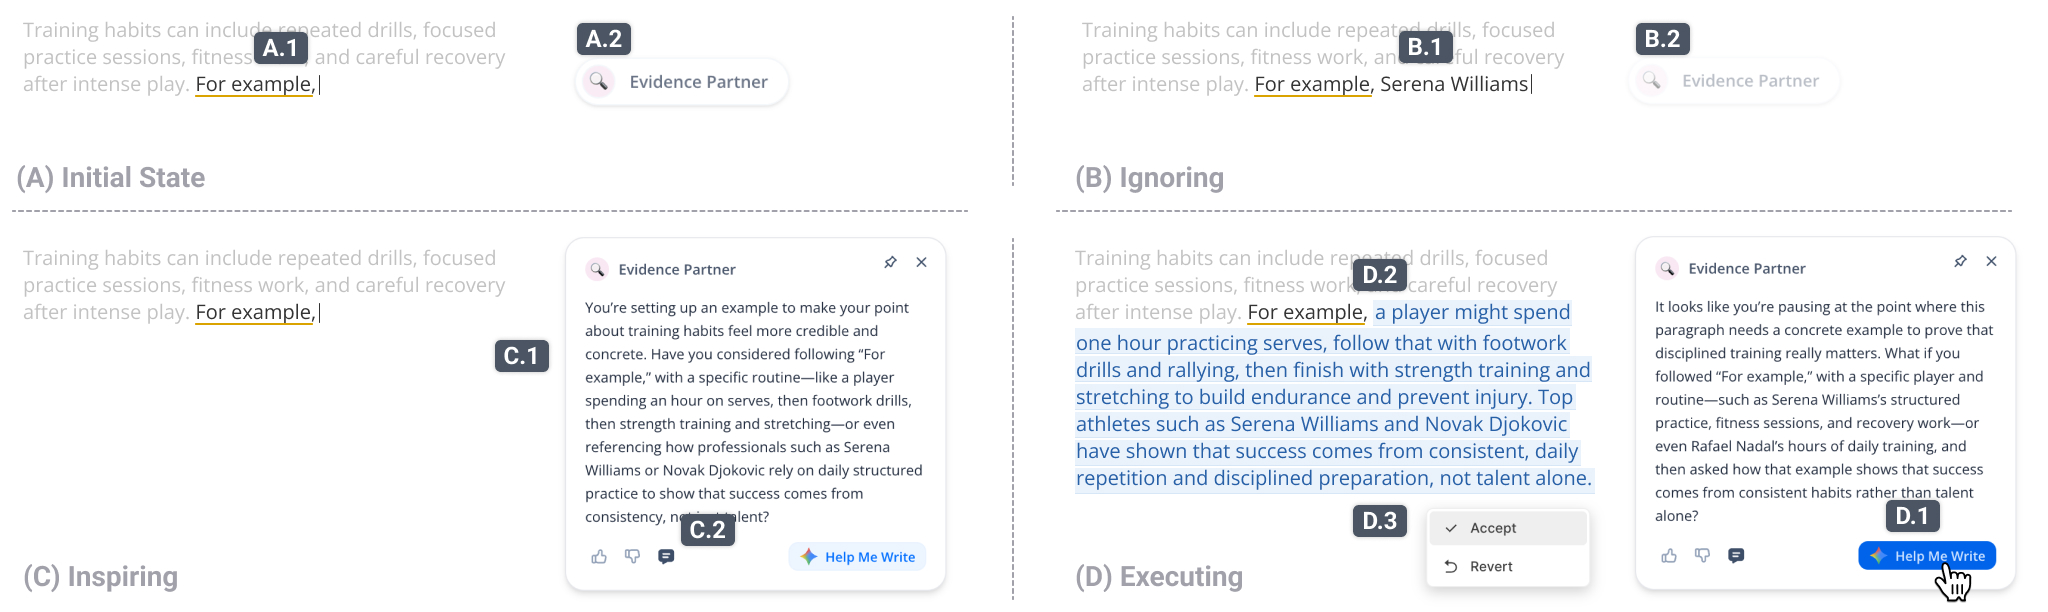 Training habits can include repeated drills, focused
A.1
practice sessions, fitness and careful recovery
after intense play. For example,
A.2
Evidence Partner
(A) Initial State
Training habits can include repeated drills, focused
B.1
practice sessions, fitness work, and careful recovery
after intense play. For example, Serena Williams
B.2
Evidence Partner
(B) Ignoring
Training habits can include repeated drills, focused
practice sessions, fitness work, and careful recovery
after intense play. For example,
C.1
Evidence Partner
You’re setting up an example to make your point
about training habits feel more credible and
concrete. Have you considered following “For
example,” with a specific routine—like a player
spending an hour on serves, then footwork drills,
then strength training and stretching—or even
referencing how professionals such as Serena
Williams or Novak Djokovic rely on daily structured
practice to show that success comes from
consistency, not just talent?
C.2
Help Me Write
(C) Inspiring
Training habits can include repeated drills, focused
D.2
practice sessions, fitness work, and careful recovery
after intense play. For example, a player might spend
one hour practicing serves, follow that with footwork
drills and rallying, then finish with strength training and
stretching to build endurance and prevent injury. Top
athletes such as Serena Williams and Novak Djokovic
have shown that success comes from consistent, daily
repetition and disciplined preparation, not talent alone.
D.3
Accept
Revert
Evidence Partner
It looks like you’re pausing at the point where this
paragraph needs a concrete example to prove that
disciplined training really matters. What if you
followed “For example,” with a specific player and
routine—such as Serena Williams’s structured
practice, fitness sessions, and recovery work—or
even Rafael Nadal’s hours of daily training, and
then asked how that example shows that success
comes from consistent habits rather than talent
alone?
D.1
Help Me Write
(D) Executing